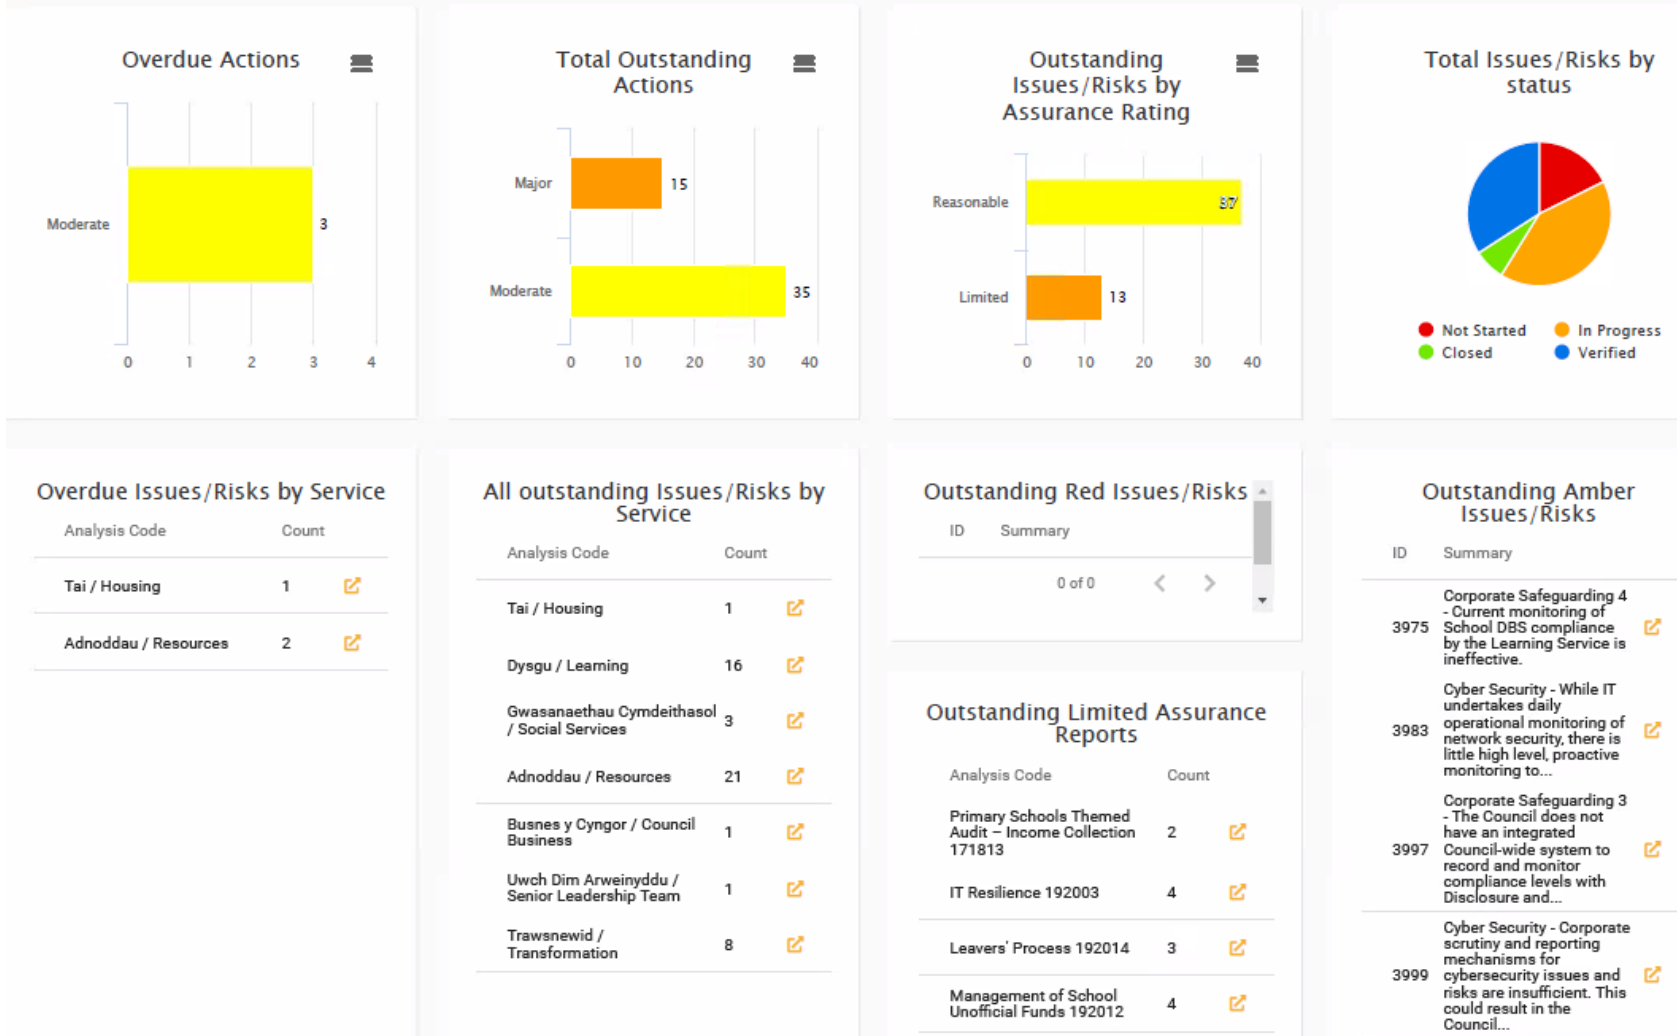 Overdue Actions
Moderate
3
0 1 2 3 4
Total Outstanding
Actions
Major
15
Moderate
35
0 10 20 30 40
Outstanding
Issues/Risks by
Assurance Rating
Reasonable
37
Limited
13
0 10 20 30 40
Total Issues/Risks by
status
Not Started In Progress
Closed Verified
Overdue Issues/Risks by Service
Analysis Code Count
Tai / Housing 1
Adnoddau / Resources 2
All outstanding Issues/Risks by
Service
Analysis Code Count
Tai / Housing 1
Dysgu / Learning 16
Gwasanaethau Cymdeithasol
/ Social Services 3
Adnoddau / Resources 21
Busnes y Cyngor / Council
Business 1
Uwch Dim Arweinyddu /
Senior Leadership Team 1
Trawsnewid /
Transformation 8
Outstanding Red Issues/Risks
ID Summary
0 of 0
Outstanding Limited Assurance
Reports
Analysis Code Count
Primary Schools Themed
Audit – Income Collection 2
171813
IT Resilience 192003 4
Leavers' Process 192014 3
Management of School
Unofficial Funds 192012 4
Outstanding Amber
Issues/Risks
ID Summary
Corporate Safeguarding 4
- Current monitoring of
3975 School DBS compliance
by the Learning Service is
ineffective.
Cyber Security - While IT
undertakes daily
3983 operational monitoring of
network security, there is
little high level, proactive
monitoring to...
Corporate Safeguarding 3
- The Council does not
have an integrated
3997 Council-wide system to
record and monitor
compliance levels with
Disclosure and...
Cyber Security - Corporate
scrutiny and reporting
mechanisms for
3999 cybersecurity issues and
risks are insufficient. This
could result in the
Council...